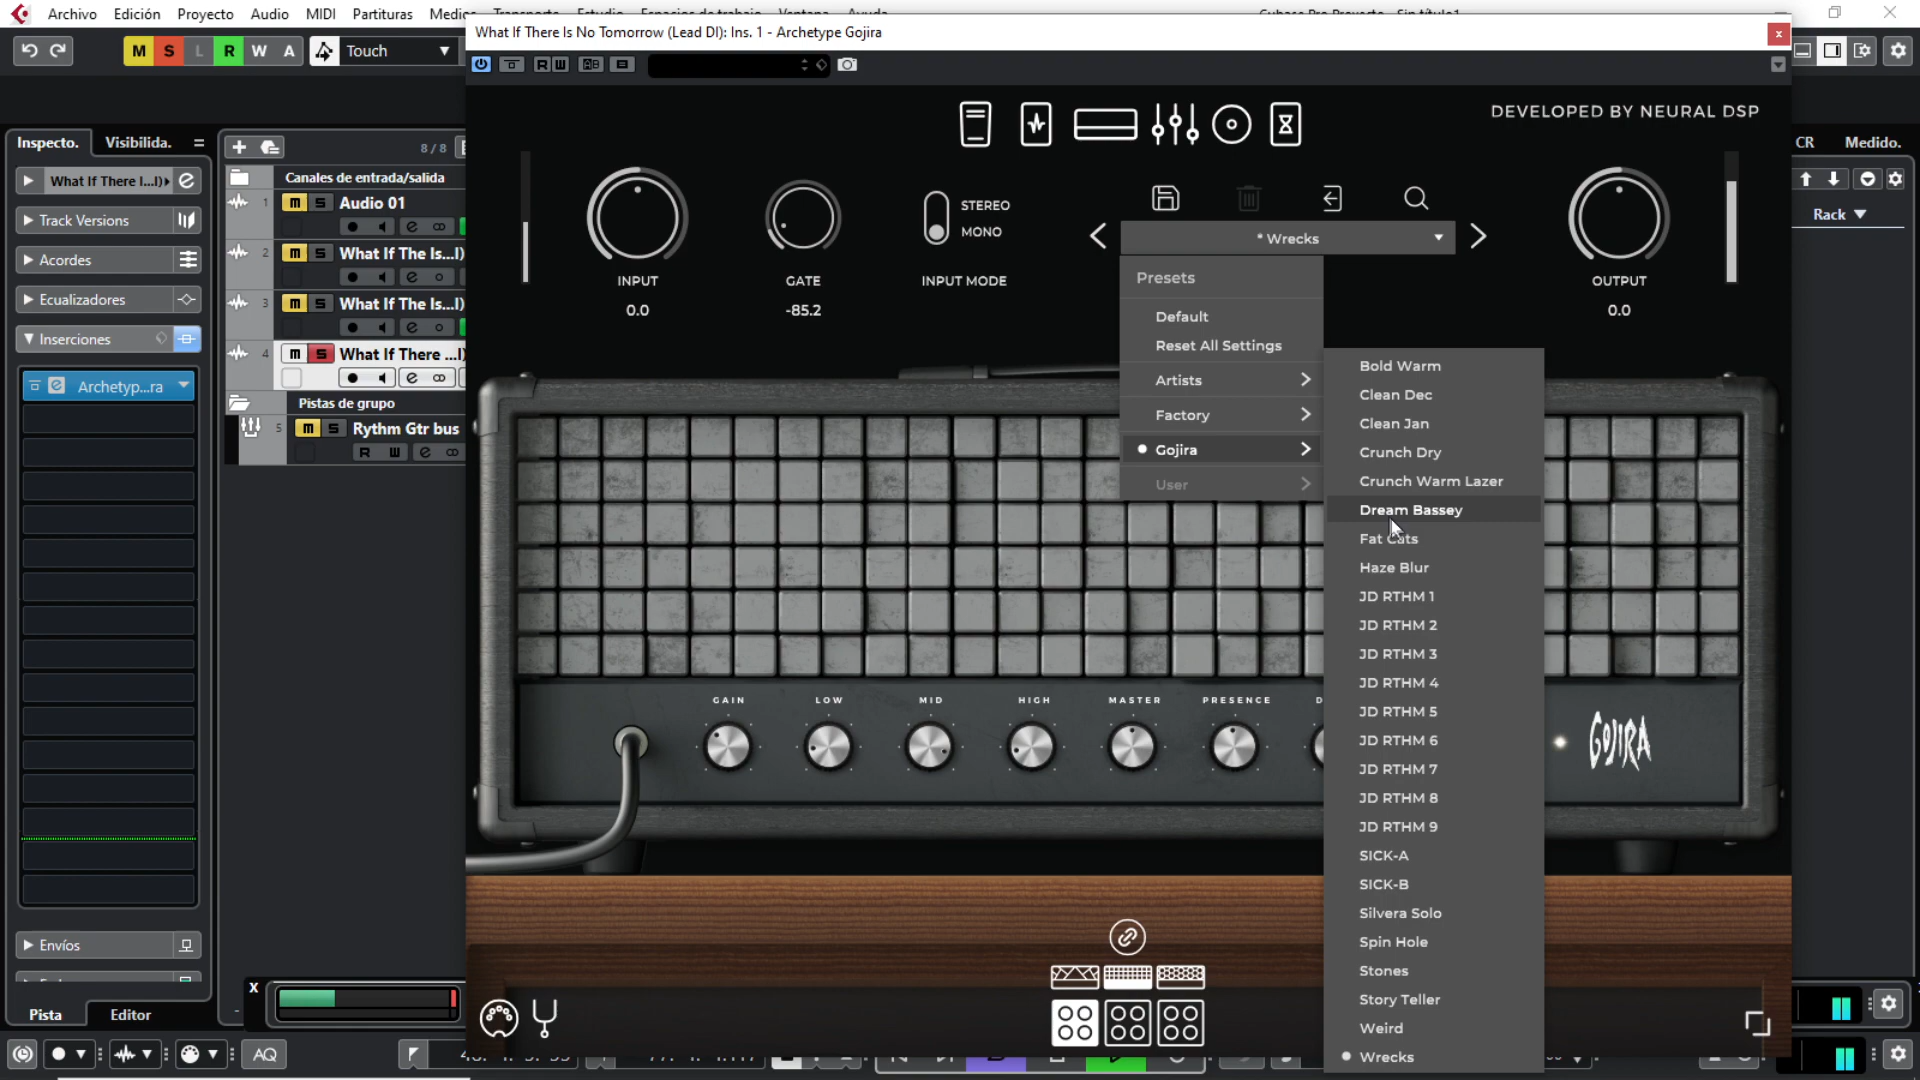 Archivo Edición Proyecto Audio MIDI Partituras
What If There Is No Tomorrow (Lead DI): Ins. 1 - Archetype Gojira
M S L R W A Touch
R W
DEVELOPED BY NEURAL DSP
Inspecto. Visibilida.
8 / 8
CR Medido.
What If There I...I)
Canales de entrada/salida
Rack
1 m S Audio 01
Track Versions
2 m S What If The Is...I)
Acordes
3 m S What If The Is...I)
Ecualizadores
4 m S What If There ...I)
Inserciones
Archetyp...ra
Pistas de grupo
5 m S Rythm Gtr bus
R W
STEREO
MONO
* Wrecks
INPUT GATE INPUT MODE OUTPUT
0.0 -85.2 0.0
Presets
Default
Reset All Settings
Artists
Factory
Gojira
User
Bold Warm
Clean Dec
Clean Jan
Crunch Dry
Crunch Warm Lazer
Dream Bassey
Haze Blur
JD RTHM 1
JD RTHM 2
JD RTHM 3
JD RTHM 4
JD RTHM 5
JD RTHM 6
JD RTHM 7
JD RTHM 8
JD RTHM 9
SICK-A
SICK-B
Silvera Solo
Spin Hole
Stones
Story Teller
Weird
Wrecks
GAIN LOW MID HIGH MASTER PRESENCE
GOJIRA
Envíos
X
Pista Editor
AQ